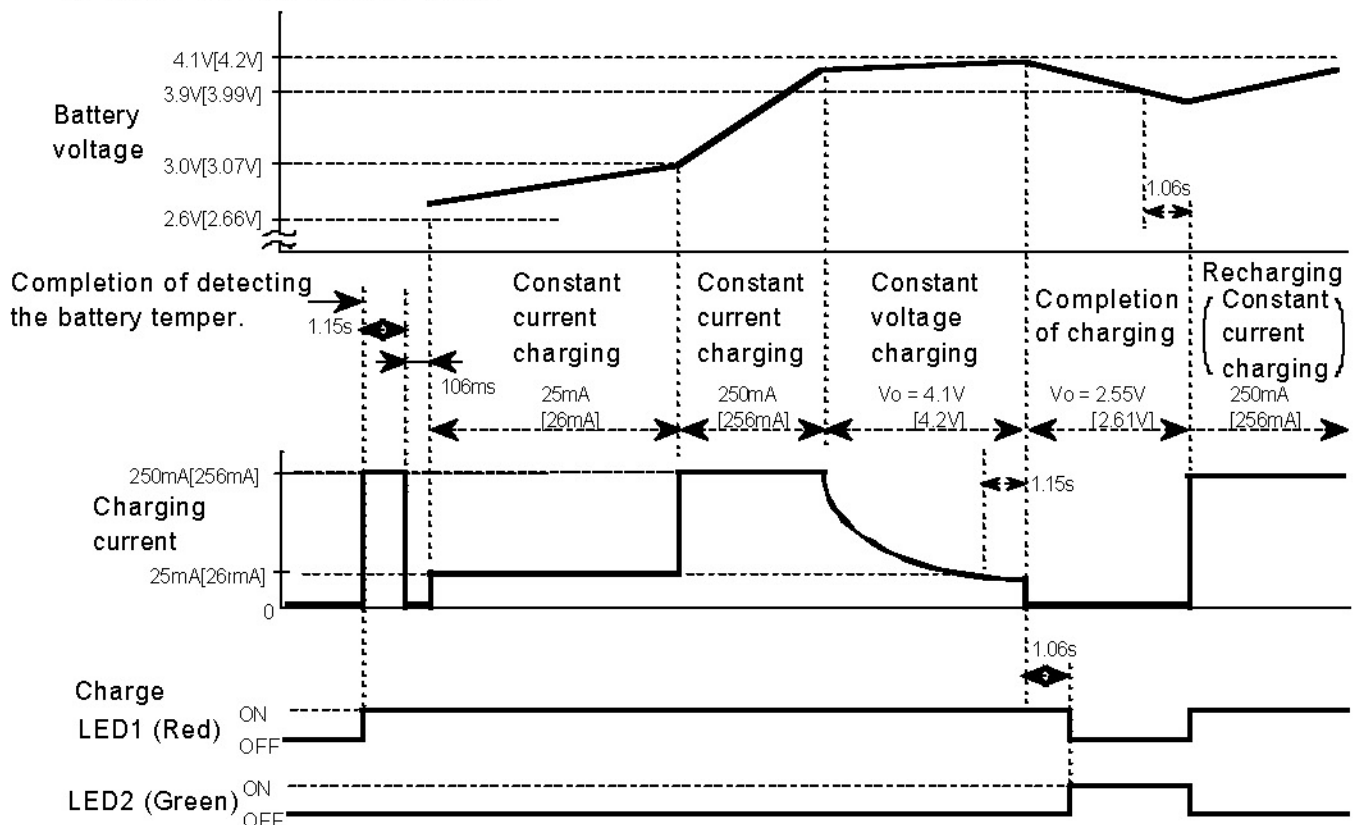 4.1V[4.2V]
3.9V[3.99V]
Battery
voltage
3.0V[3.07V]
2.6V[2.66V]
1.06s
Completion of detecting
the battery temper.
1.15s
106ms
Constant
current
charging
25mA
[26mA]
Constant
current
charging
250mA
[256mA]
Constant
voltage
charging
Vo = 4.1V
[4.2V]
Completion
of charging
Vo = 2.55V
[2.61V]
Recharging
( Constant
current
charging )
250mA
[256mA]
250mA[256mA]
Charging
current
1.15s
25mA[26mA]
0
1.06s
Charge
LED1 (Red)
ON
OFF
LED2 (Green)
ON
OFF